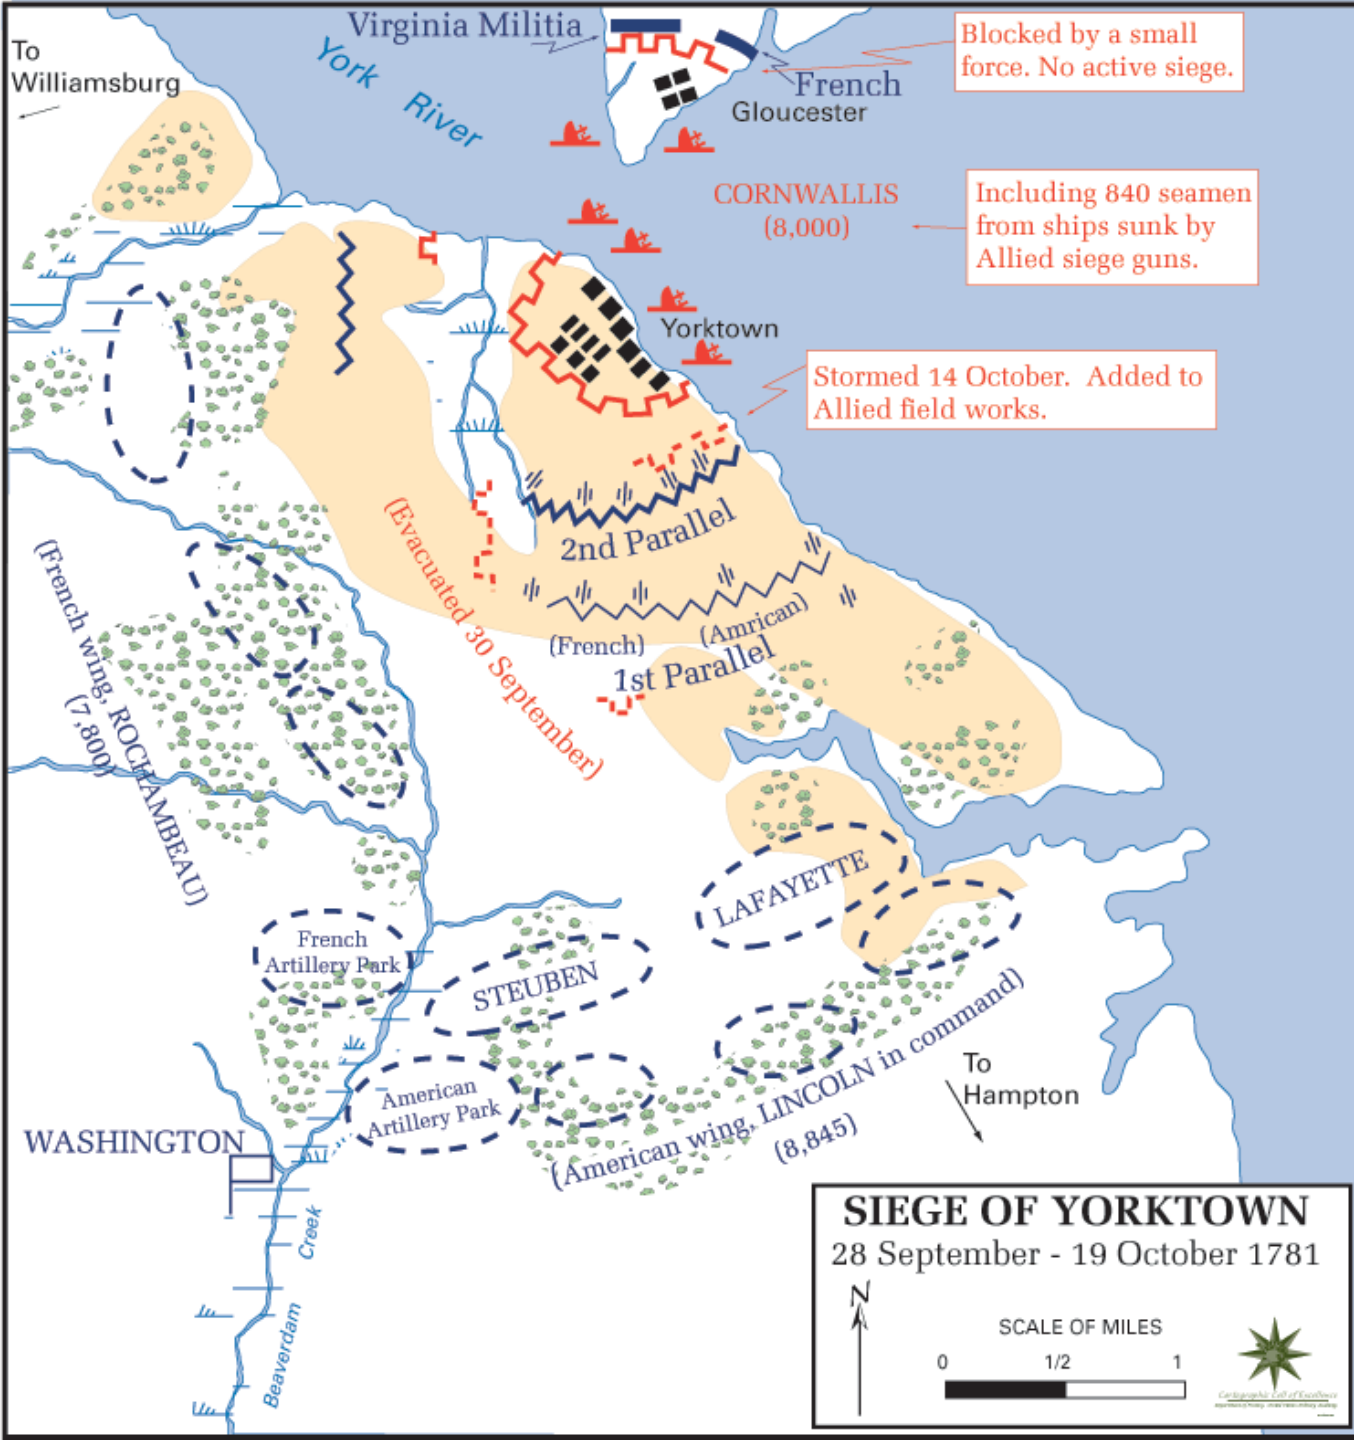 To
Williamsburg
York River
Virginia Militia
French
Gloucester
Blocked by a small
force. No active siege.
CORNWALLIS
(8,000)
Including 840 seamen
from ships sunk by
Allied siege guns.
Yorktown
Stormed 14 October. Added to
Allied field works.
2nd Parallel
(Evacuated 30 September)
(French)
(Amrican)
1st Parallel
(French wing, ROCHAMBEAU)
(7,800)
LAFAYETTE
French
Artillery Park
STEUBEN
American
Artillery Park
(American wing, LINCOLN in command)
(8,845)
To
Hampton
WASHINGTON
Beaverdam Creek
SIEGE OF YORKTOWN
28 September - 19 October 1781
N
SCALE OF MILES
0 1/2 1
Cartographic Cell of Excellence